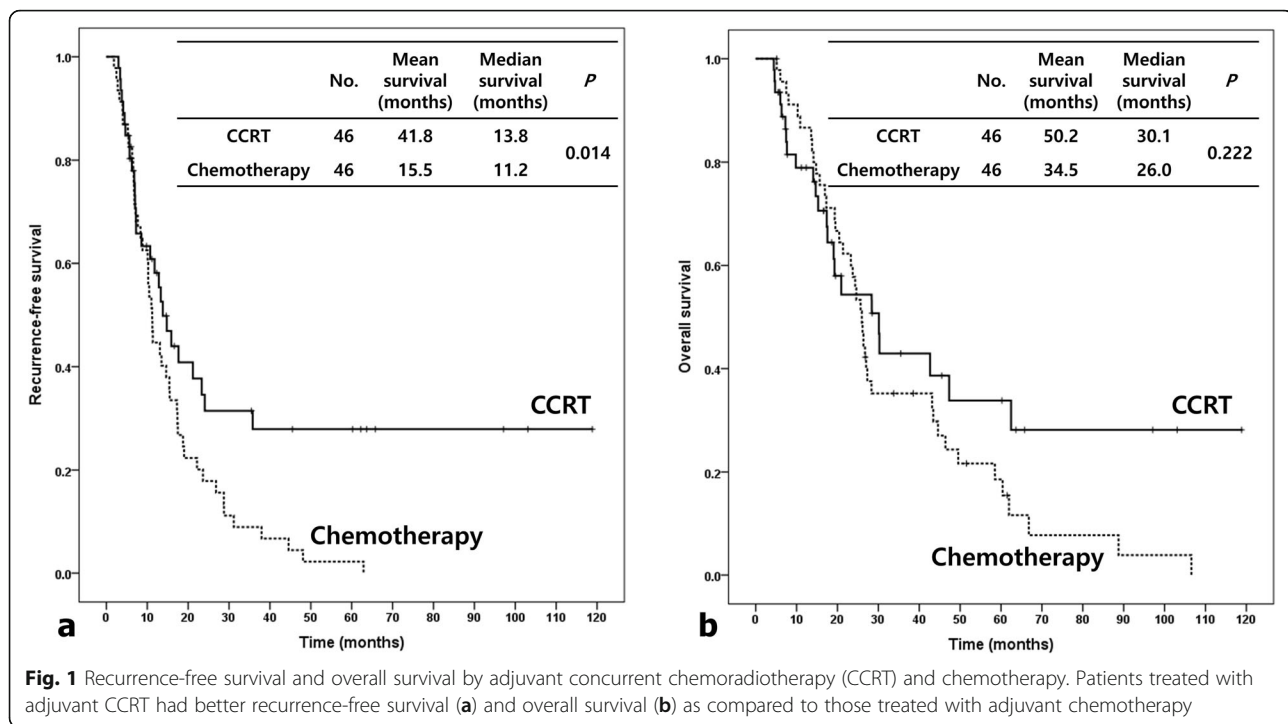 No. Mean survival (months) Median survival (months) P
CCRT 46 41.8 13.8 0.014
Chemotherapy 46 15.5 11.2
1.0
0.8
0.6
0.4
0.2
0.0
Recurrence-free survival
CCRT
Chemotherapy
0 10 20 30 40 50 60 70 80 90 100 110 120
Time (months)
a
No. Mean survival (months) Median survival (months) P
CCRT 46 50.2 30.1 0.222
Chemotherapy 46 34.5 26.0
1.0
0.8
0.6
0.4
0.2
0.0
Overall survival
CCRT
Chemotherapy
0 10 20 30 40 50 60 70 80 90 100 110 120
Time (months)
b
Fig. 1 Recurrence-free survival and overall survival by adjuvant concurrent chemoradiotherapy (CCRT) and chemotherapy. Patients treated with
adjuvant CCRT had better recurrence-free survival (a) and overall survival (b) as compared to those treated with adjuvant chemotherapy